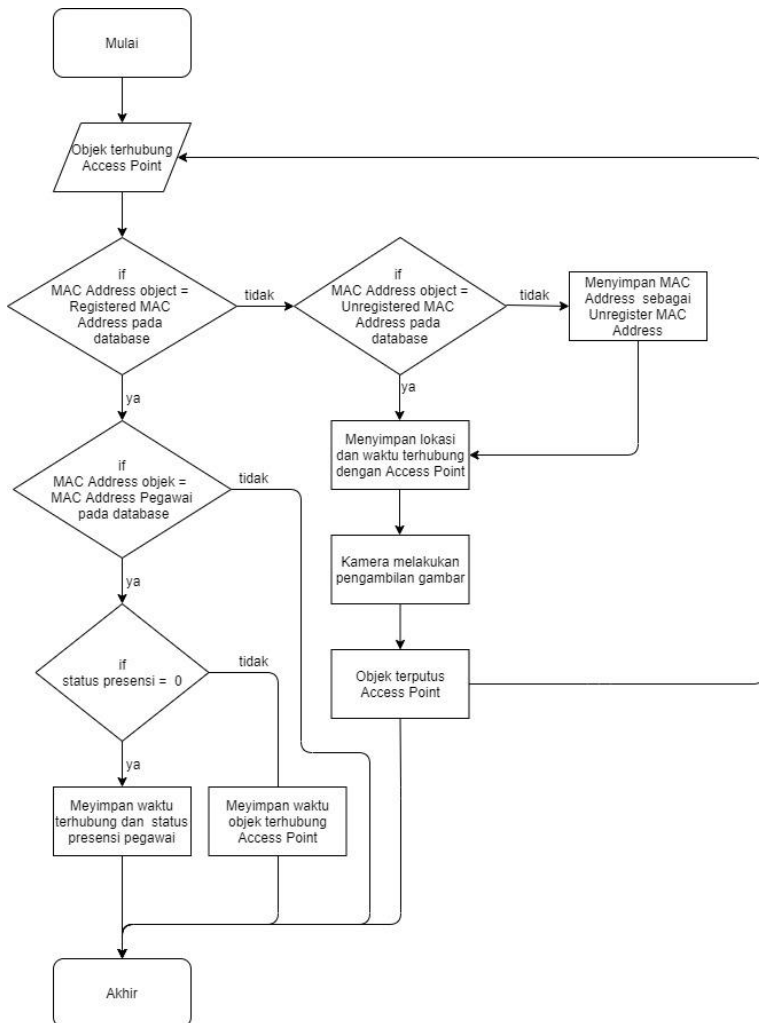 Mulai
Objek terhubung
Access Point
if
MAC Address object =
Registered MAC
Address pada
database
tidak
if
MAC Address object =
Unregistered MAC
Address pada
database
tidak
Menyimpan MAC
Address sebagai
Unregister MAC
Address
ya
ya
if
MAC Address objek =
MAC Address Pegawai
pada database
tidak
Menyimpan lokasi
dan waktu terhubung
dengan Access Point
ya
Kamera melakukan
pengambilan gambar
if
status presensi = 0
tidak
Objek terputus
Access Point
ya
Meyimpan waktu
terhubung dan status
presensi pegawai
Meyimpan waktu
objek terhubung
Access Point
Akhir